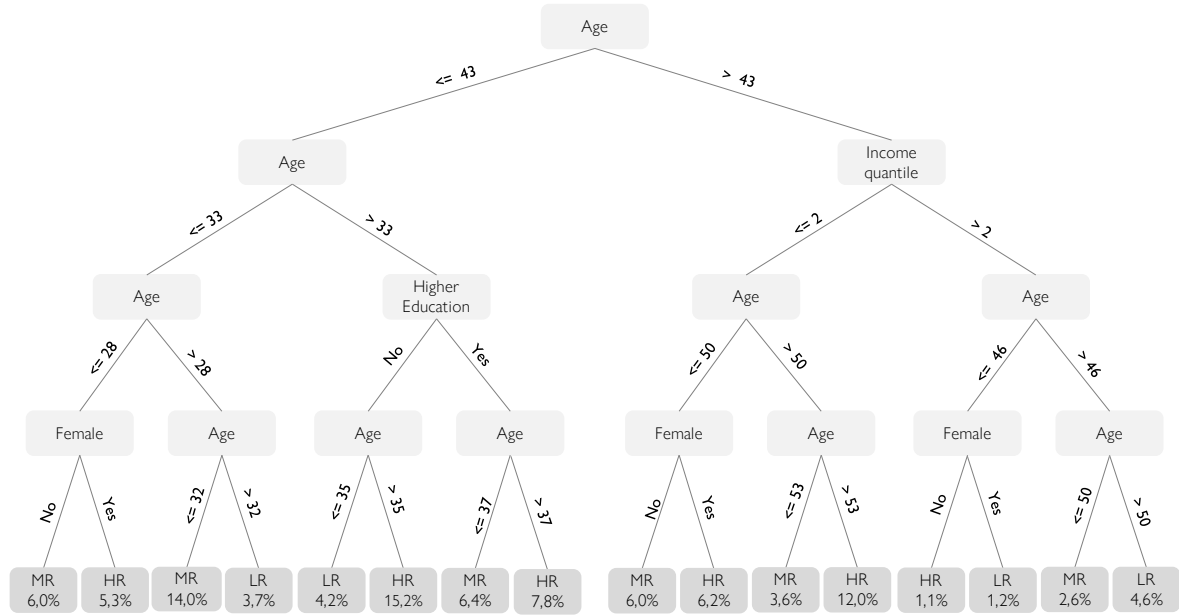 Age
<= 43
> 43
Age
Income
quantile
<= 33
> 33
<= 2
> 2
Age
Higher
Education
Age
Age
<= 28
> 28
No
Yes
<= 50
> 50
<= 46
> 46
Female
Age
Age
Age
Female
Age
Female
Age
No
Yes
<= 32
> 32
<= 35
> 35
<= 37
> 37
No
Yes
<= 53
> 53
No
Yes
<= 50
> 50
MR
6,0%
HR
5,3%
MR
14,0%
LR
3,7%
LR
4,2%
HR
15,2%
MR
6,4%
HR
7,8%
MR
6,0%
HR
6,2%
MR
3,6%
HR
12,0%
HR
1,1%
LR
1,2%
MR
2,6%
LR
4,6%